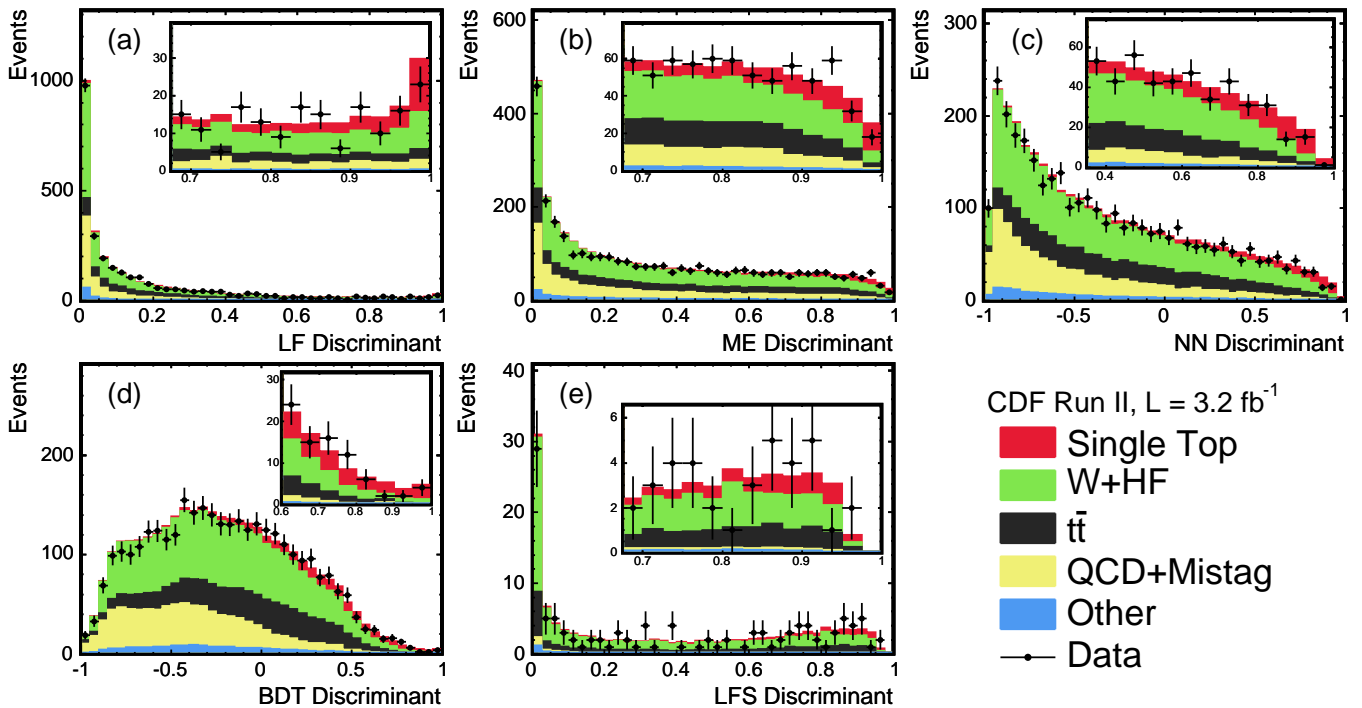 (a)
Events
1000
500
0
0 0.2 0.4 0.6 0.8 1
LF Discriminant
30
20
10
0
0.7 0.8 0.9 1
(b)
Events
600
400
200
0
0 0.2 0.4 0.6 0.8 1
ME Discriminant
60
40
20
0
0.7 0.8 0.9 1
(c)
Events
300
200
100
0
-1 -0.5 0 0.5 1
NN Discriminant
60
40
20
0
0.4 0.6 0.8 1
(d)
Events
200
100
0
-1 -0.5 0 0.5 1
BDT Discriminant
30
20
10
0
0.6 0.7 0.8 0.9 1
(e)
Events
40
30
20
10
0
0 0.2 0.4 0.6 0.8 1
LFS Discriminant
6
4
2
0
0.7 0.8 0.9 1
CDF Run II, L = 3.2 fb⁻¹
Single Top
W+HF
tt̄
QCD+Mistag
Other
Data